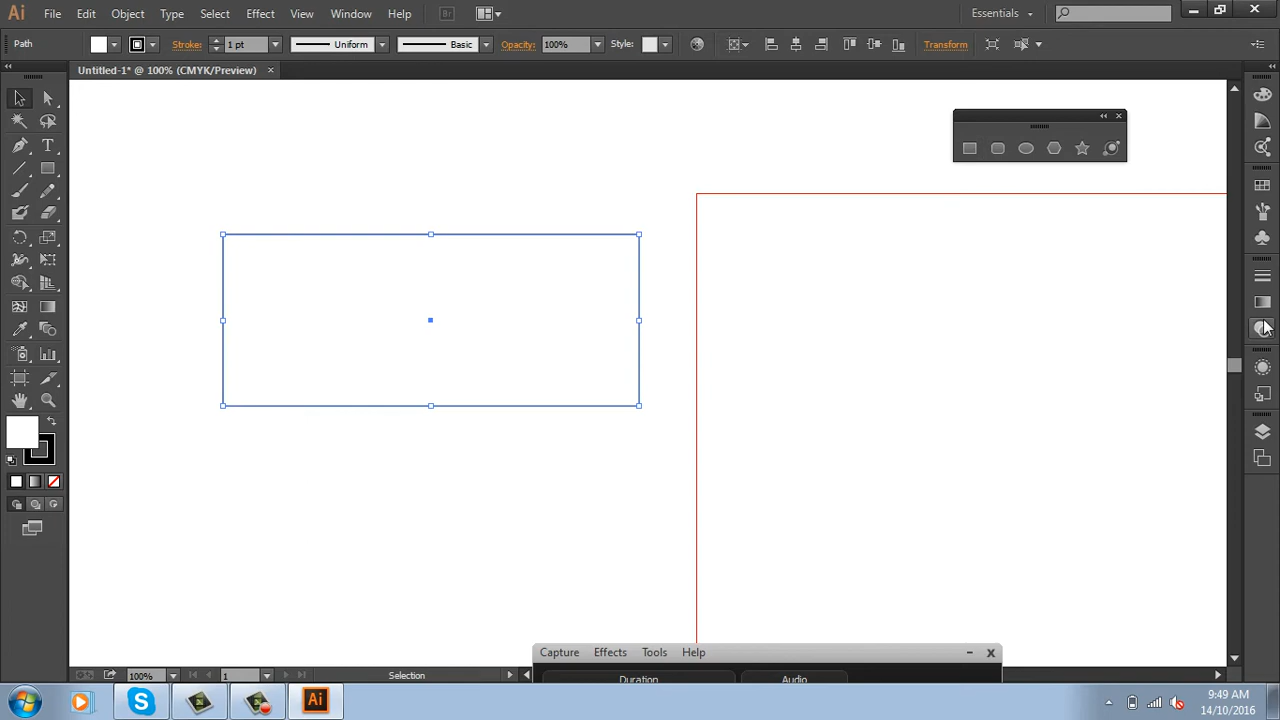 Ai File Edit Object Type Select Effect View Window Help Br Essentials
Path Stroke: 1 pt Uniform Basic Opacity: 100% Style: Transform
Untitled-1* @ 100% (CMYK/Preview)
T
Capture Effects Tools Help
100% 1 Selection
Duration Audio
S Ai
9:49 AM
14/10/2016